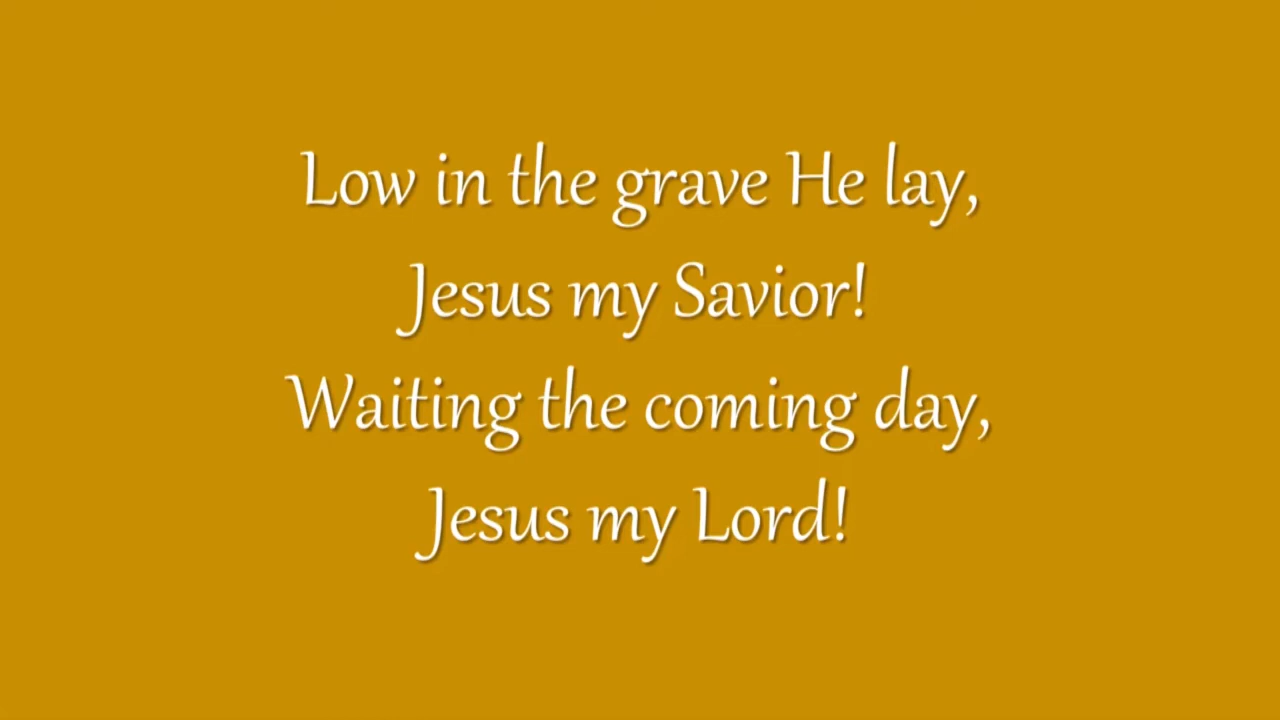 Low in the grave He lay,
Jesus my Savior!
Waiting the coming day,
Jesus my Lord!